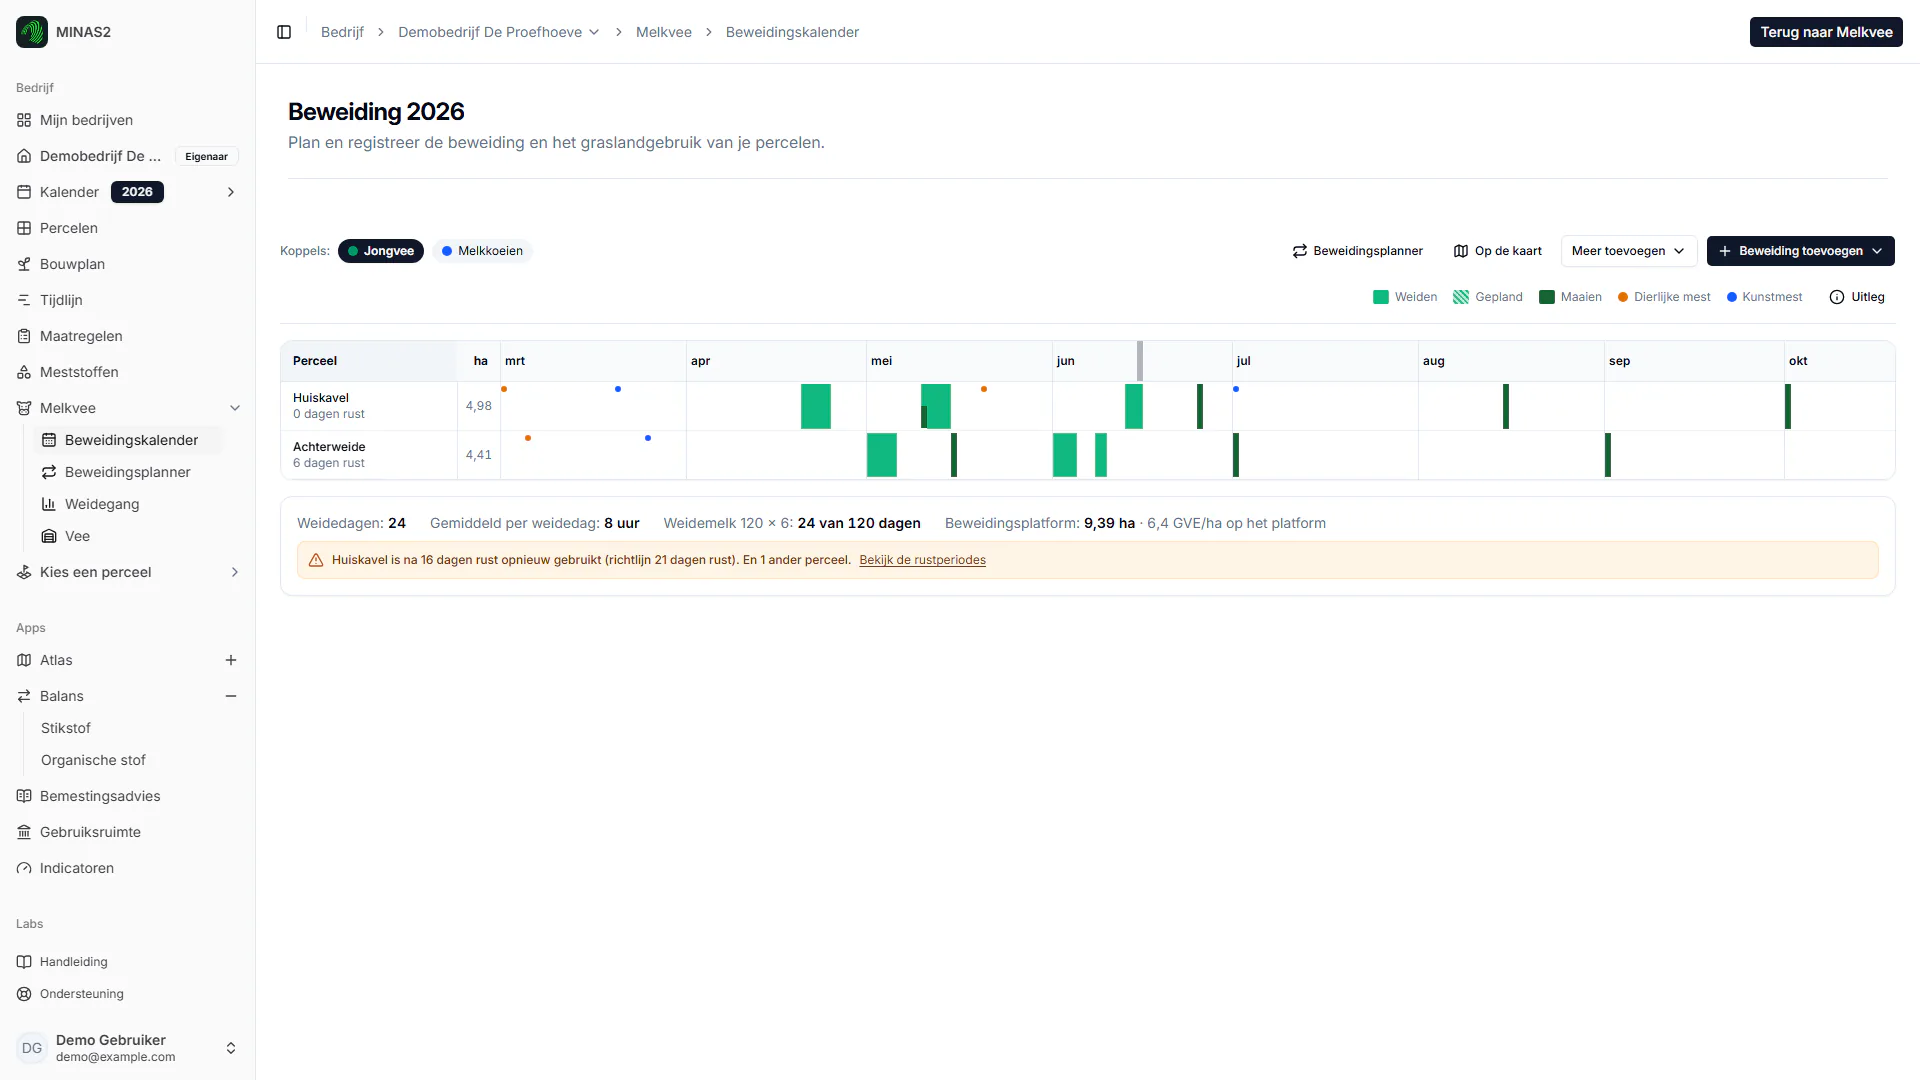 MINAS2
Bedrijf
Mijn bedrijven
Demobedrijf De ... Eigenaar
Kalender 2026
Percelen
Bouwplan
Tijdlijn
Maatregelen
Meststoffen
Melkvee
Beweidingskalender
Beweidingsplanner
Weidegang
Vee
Kies een perceel
Apps
Atlas
Balans
Stikstof
Organische stof
Bemestingsadvies
Gebruiksruimte
Indicatoren
Labs
Handleiding
Ondersteuning
DG Demo Gebruiker
demo@example.com
Bedrijf Demobedrijf De Proefhoeve Melkvee Beweidingskalender
Terug naar Melkvee
Beweiding 2026
Plan en registreer de beweiding en het graslandgebruik van je percelen.
Koppels: Jongvee Melkkoeien
Beweidingsplanner Op de kaart Meer toevoegen Beweiding toevoegen
Weiden Gepland Maaien Dierlijke mest Kunstmest Uitleg
Perceel ha mrt apr mei jun jul aug sep okt
Huiskavel
0 dagen rust
4,98
Achterweide
6 dagen rust
4,41
Weidedagen: 24 Gemiddeld per weidedag: 8 uur Weidemelk 120 × 6: 24 van 120 dagen Beweidingsplatform: 9,39 ha · 6,4 GVE/ha op het platform
Huiskavel is na 16 dagen rust opnieuw gebruikt (richtlijn 21 dagen rust). En 1 ander perceel. Bekijk de rustperiodes